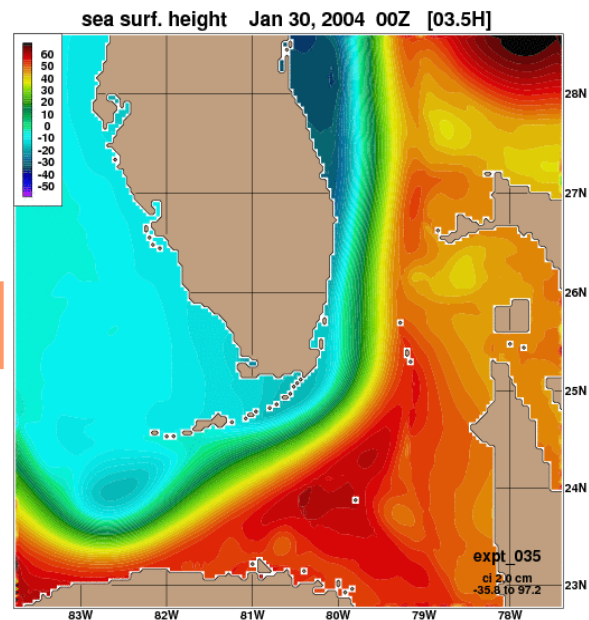 sea surf. height Jan 30, 2004 00Z [03.5H]
60
50
40
30
20
10
0
-10
-20
-30
-40
-50
28N
27N
26N
25N
24N
23N
expt_035
ci 2.0 cm
-35.8 to 97.2
83W 82W 81W 80W 79W 78W